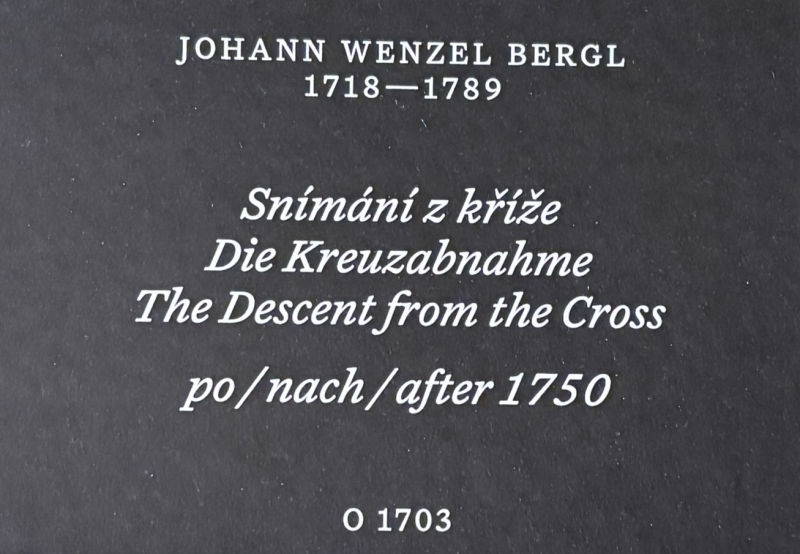 JOHANN WENZEL BERGL
1718—1789
Snímání z kříže
Die Kreuzabnahme
The Descent from the Cross
po/nach/after 1750
O 1703